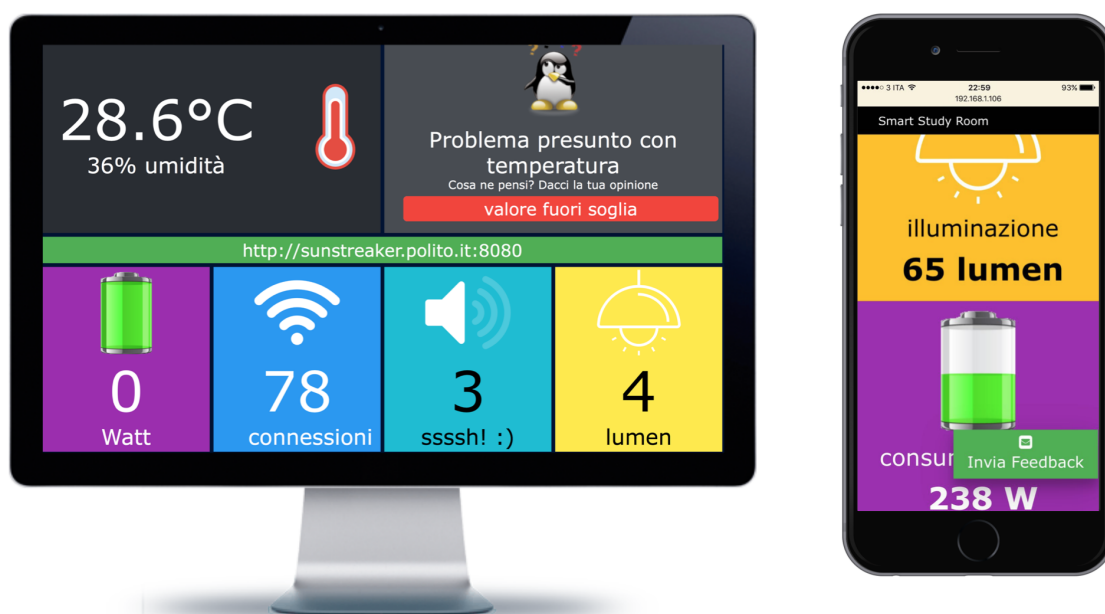 28.6°C
36% umidità
Problema presunto con
temperatura
Cosa ne pensi? Dacci la tua opinione
valore fuori soglia
http://sunstreaker.polito.it:8080
0
Watt
78
connessioni
3
ssssh! :)
4
lumen
3 ITA 22:59 93%
192.168.1.106
Smart Study Room
illuminazione
65 lumen
Invia Feedback
238 W